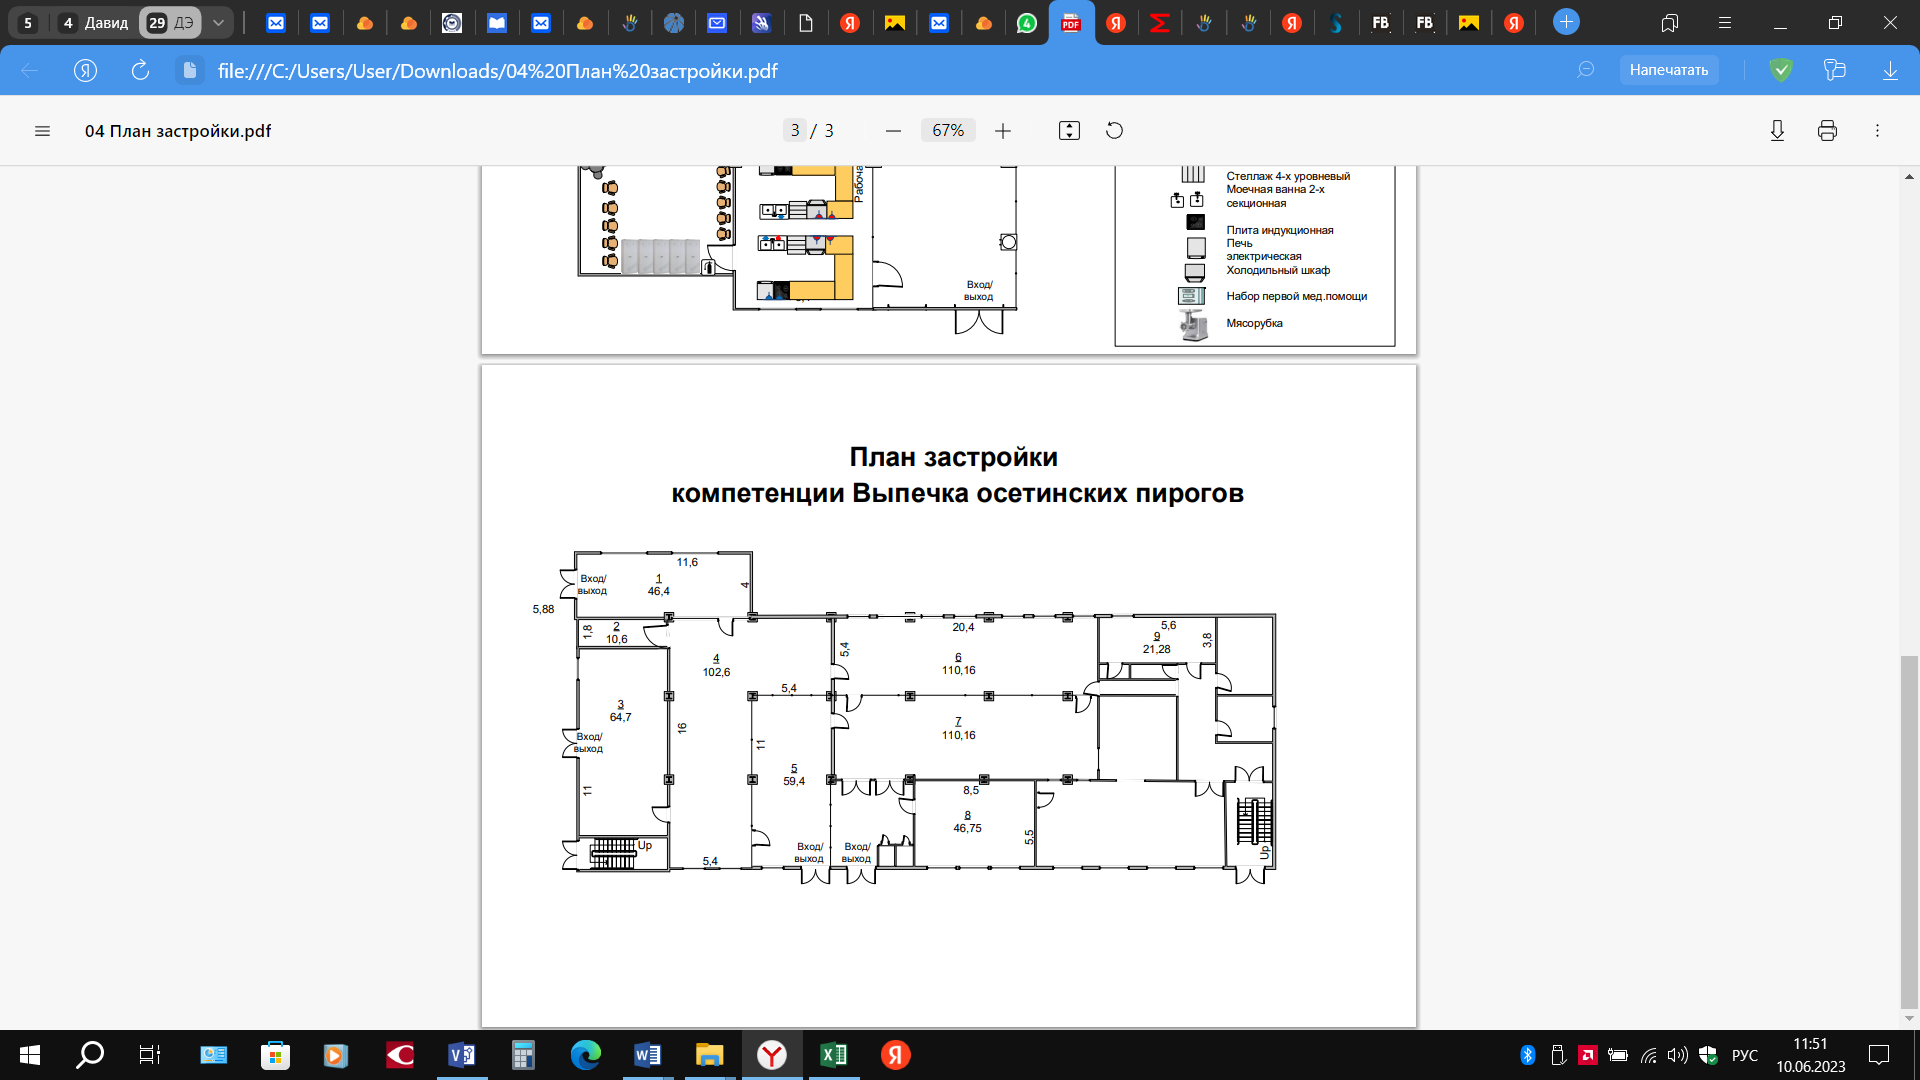 5
4
Давид
29
ДЭ
4
PDF
FB
FB
file:///C:/Users/User/Downloads/04%20План%20застройки.pdf
Напечатать
04 План застройки.pdf
3 / 3
67%
Рабоча
Вход/
выход
Стеллаж 4-х уровневый
Моечная ванна 2-х
секционная
Плита индукционная
Печь
электрическая
Холодильный шкаф
Набор первой мед.помощи
Мясорубка
План застройки
компетенции Выпечка осетинских пирогов
11,6
Вход/
выход
1
46,4
4
5,88
1,8
2
10,6
20,4
5,6
9
21,28
3,8
5,4
4
102,6
6
110,16
5,4
3
64,7
16
Вход/
выход
11
7
110,16
11
5
59,4
8,5
8
46,75
5,5
Up
5,4
Вход/
выход
Вход/
выход
Up
РУС
11:51
10.06.2023